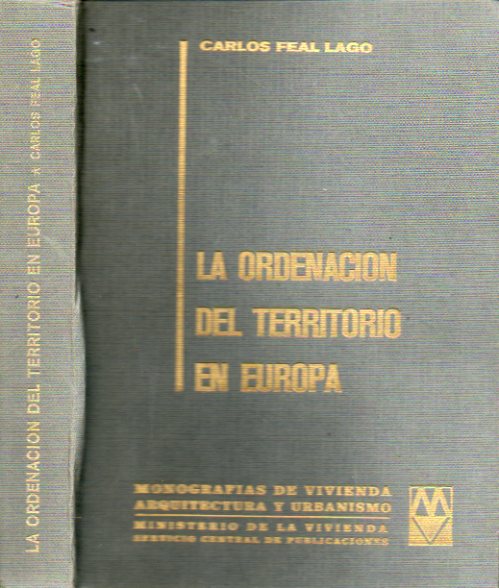 LA ORDENACION DEL TERRITORIO EN EUROPA ★ CARLOS FEAL LAGO
CARLOS FEAL LAGO
LA ORDENACION
DEL TERRITORIO
EN EUROPA
MONOGRAFIAS DE VIVIENDA
ARQUITECTURA Y URBANISMO
MINISTERIO DE LA VIVIENDA
SERVICIO CENTRAL DE PUBLICACIONES
MV